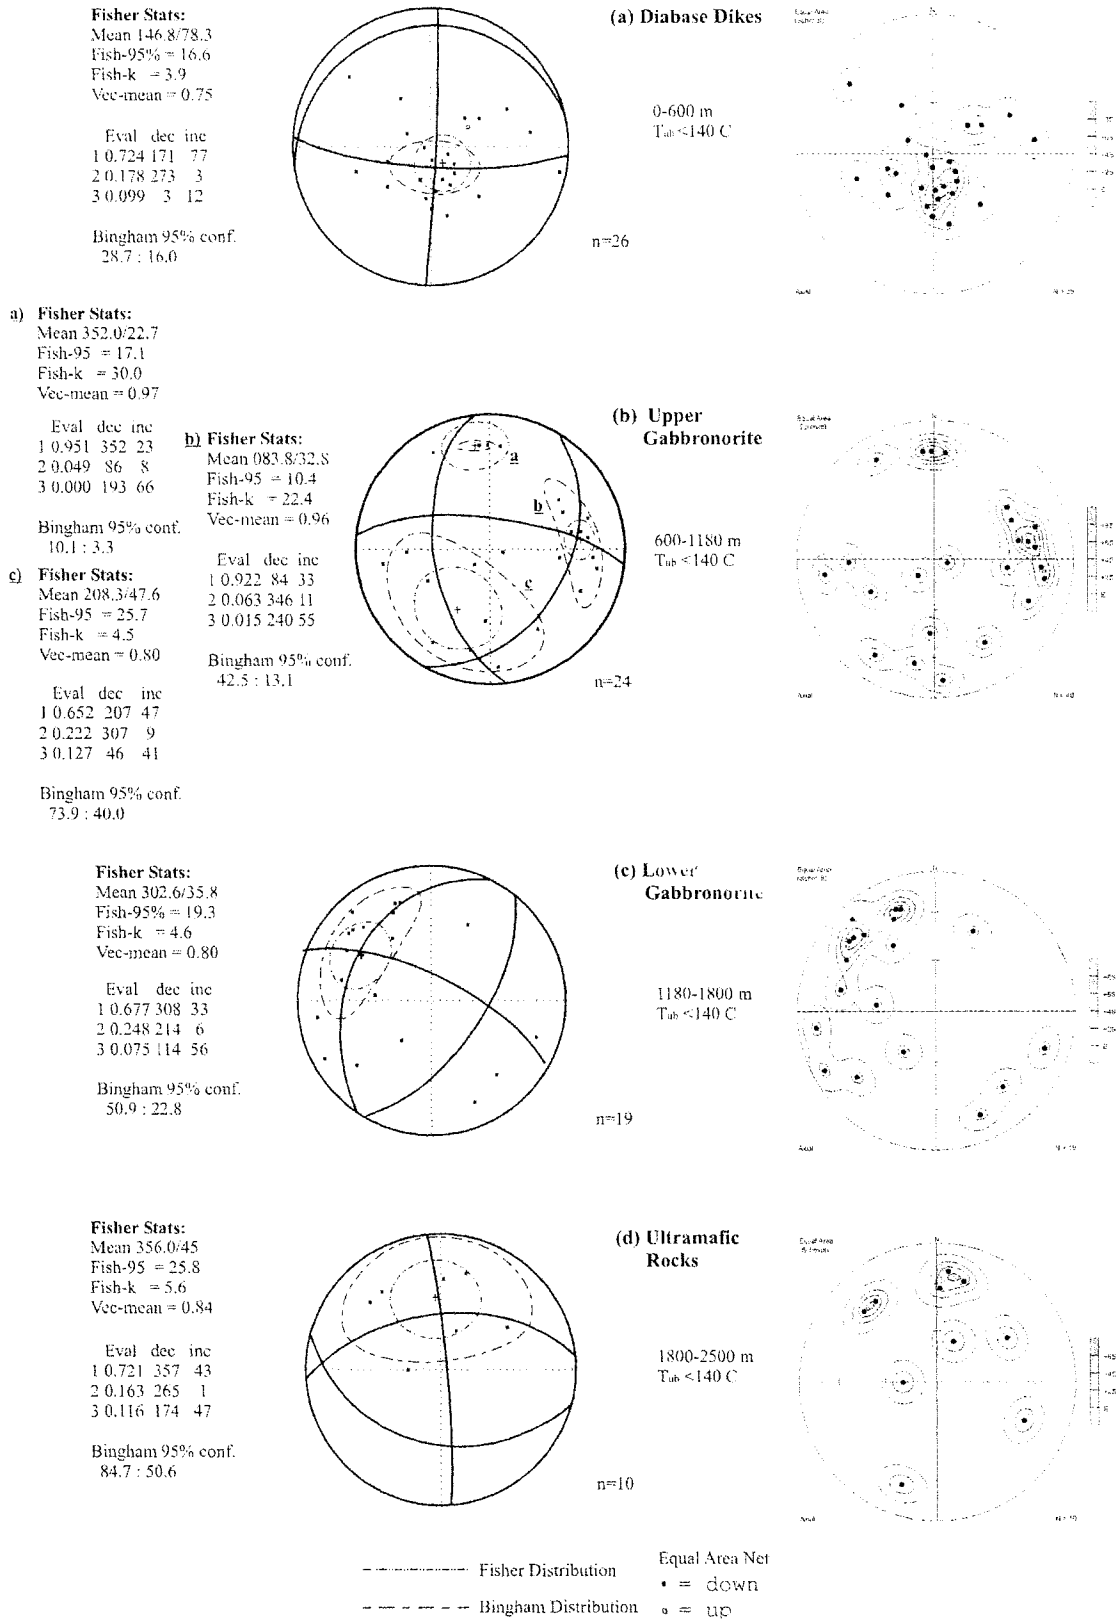 Fisher Stats:
Mean 146.8/78.3
Fish-95% = 16.6
Fish-k = 3.9
Vec-mean = 0.75
Eval dec inc
1 0.724 171 77
2 0.178 273 3
3 0.099 3 12
Bingham 95% conf.
28.7 : 16.0
(a) Diabase Dikes
0-600 m
Tub <140 C
n=26
Equal Area
N
Axial
a) Fisher Stats:
Mean 352.0/22.7
Fish-95 = 17.1
Fish-k = 30.0
Vec-mean = 0.97
Eval dec inc
1 0.951 352 23
2 0.049 86 8
3 0.000 193 66
Bingham 95% conf.
10.1 : 3.3
b) Fisher Stats:
Mean 083.8/32.8
Fish-95 = 10.4
Fish-k = 22.4
Vec-mean = 0.96
Eval dec inc
1 0.922 84 33
2 0.063 346 11
3 0.015 240 55
Bingham 95% conf.
42.5 : 13.1
c) Fisher Stats:
Mean 208.3/47.6
Fish-95 = 25.7
Fish-k = 4.5
Vec-mean = 0.80
Eval dec inc
1 0.652 207 47
2 0.222 307 9
3 0.127 46 41
Bingham 95% conf.
73.9 : 40.0
a
b
c
(b) Upper
Gabbronorite
600-1180 m
Tub <140 C
n=24
Equal Area
N
Axial
Fisher Stats:
Mean 302.6/35.8
Fish-95% = 19.3
Fish-k = 4.6
Vec-mean = 0.80
Eval dec inc
1 0.677 308 33
2 0.248 214 6
3 0.075 114 56
Bingham 95% conf.
50.9 : 22.8
(c) Lower
Gabbronorite
1180-1800 m
Tub <140 C
n=19
Equal Area
Axial
N = 19
Fisher Stats:
Mean 356.0/45
Fish-95 = 25.8
Fish-k = 5.6
Vec-mean = 0.84
Eval dec inc
1 0.721 357 43
2 0.163 265 1
3 0.116 174 47
Bingham 95% conf.
84.7 : 50.6
(d) Ultramafic
Rocks
1800-2500 m
Tub <140 C
n=10
Equal Area
N
Axial
N = 10
Fisher Distribution
Bingham Distribution
Equal Area Net
= down
= up